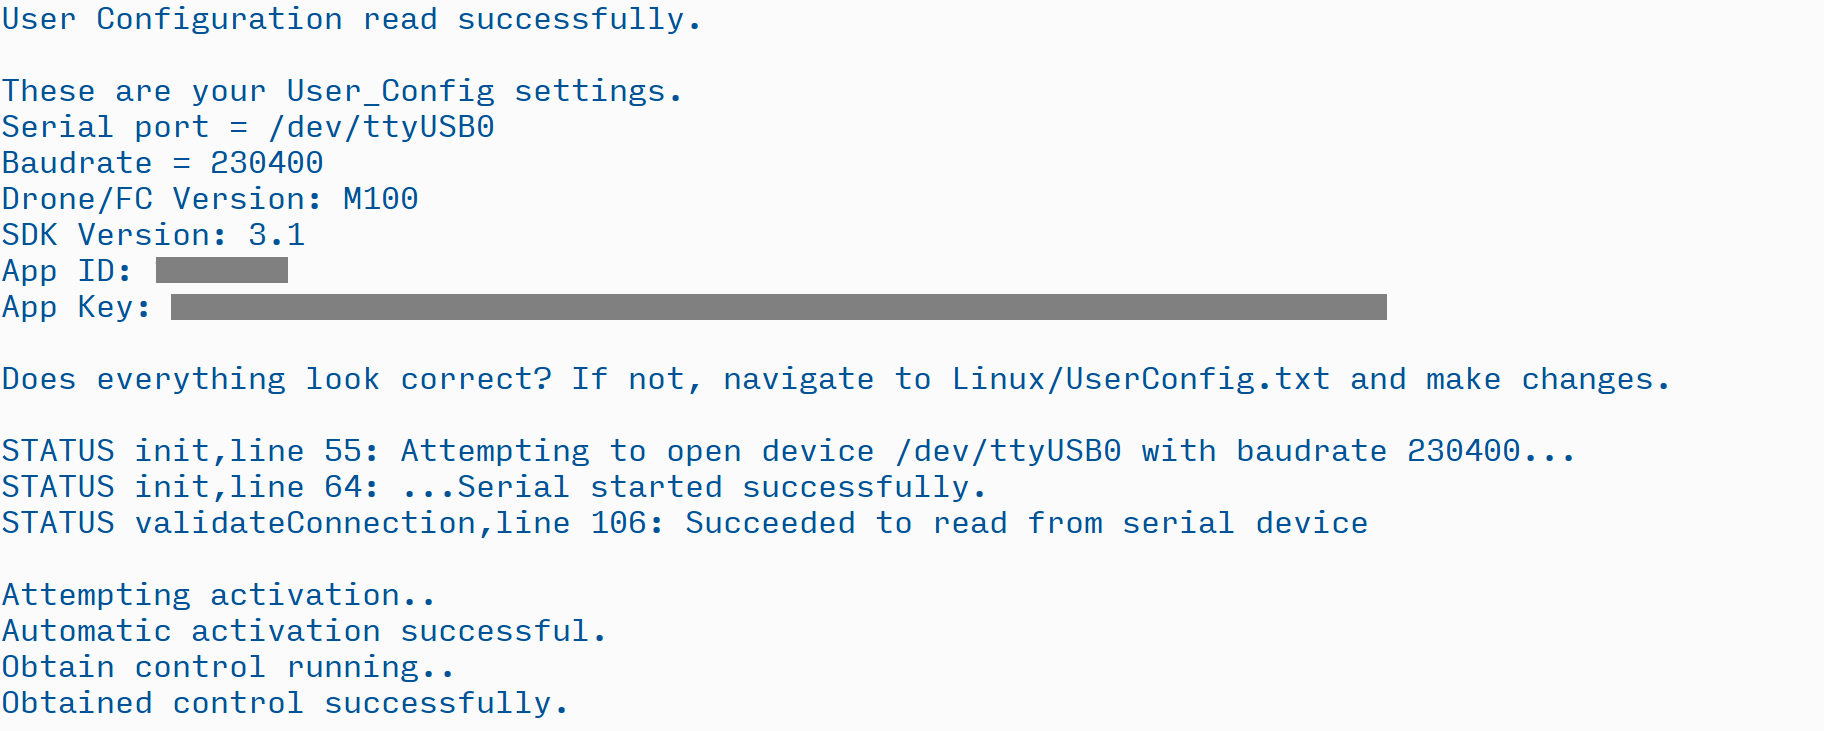 User Configuration read successfully.
These are your User_Config settings.
Serial port = /dev/ttyUSB0
Baudrate = 230400
Drone/FC Version: M100
SDK Version: 3.1
App ID:
App Key:
Does everything look correct? If not, navigate to Linux/UserConfig.txt and make changes.
STATUS init,line 55: Attempting to open device /dev/ttyUSB0 with baudrate 230400...
STATUS init,line 64: ...Serial started successfully.
STATUS validateConnection,line 106: Succeeded to read from serial device
Attempting activation..
Automatic activation successful.
Obtain control running..
Obtained control successfully.